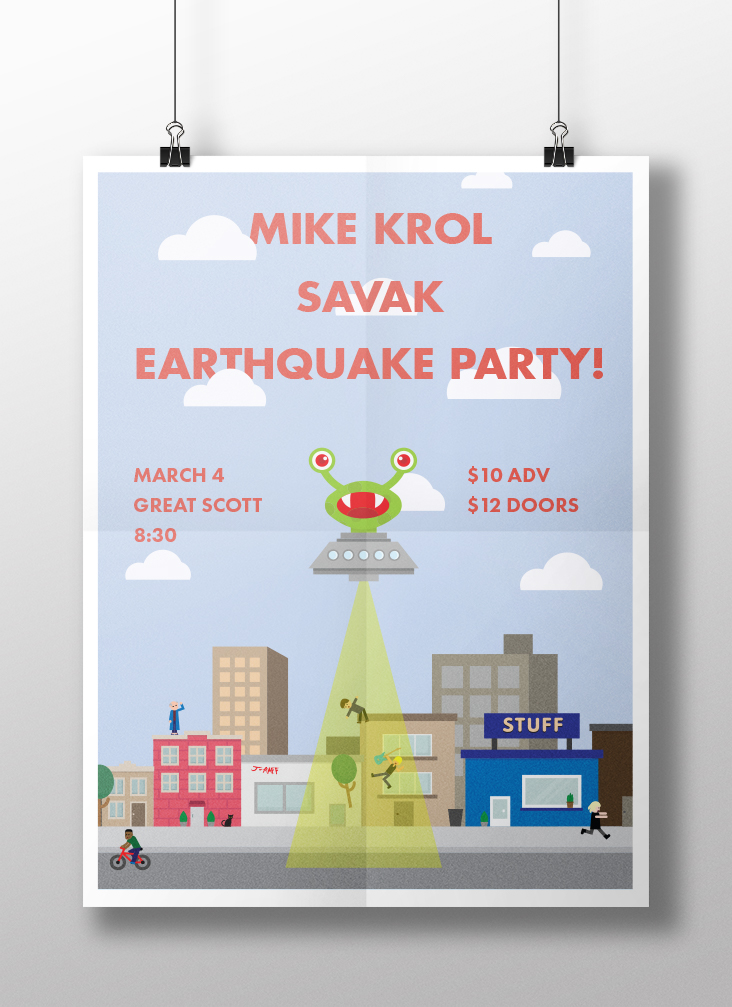 MIKE KROL
SAVAK
EARTHQUAKE PARTY!
MARCH 4
GREAT SCOTT
8:30
$10 ADV
$12 DOORS
STUFF